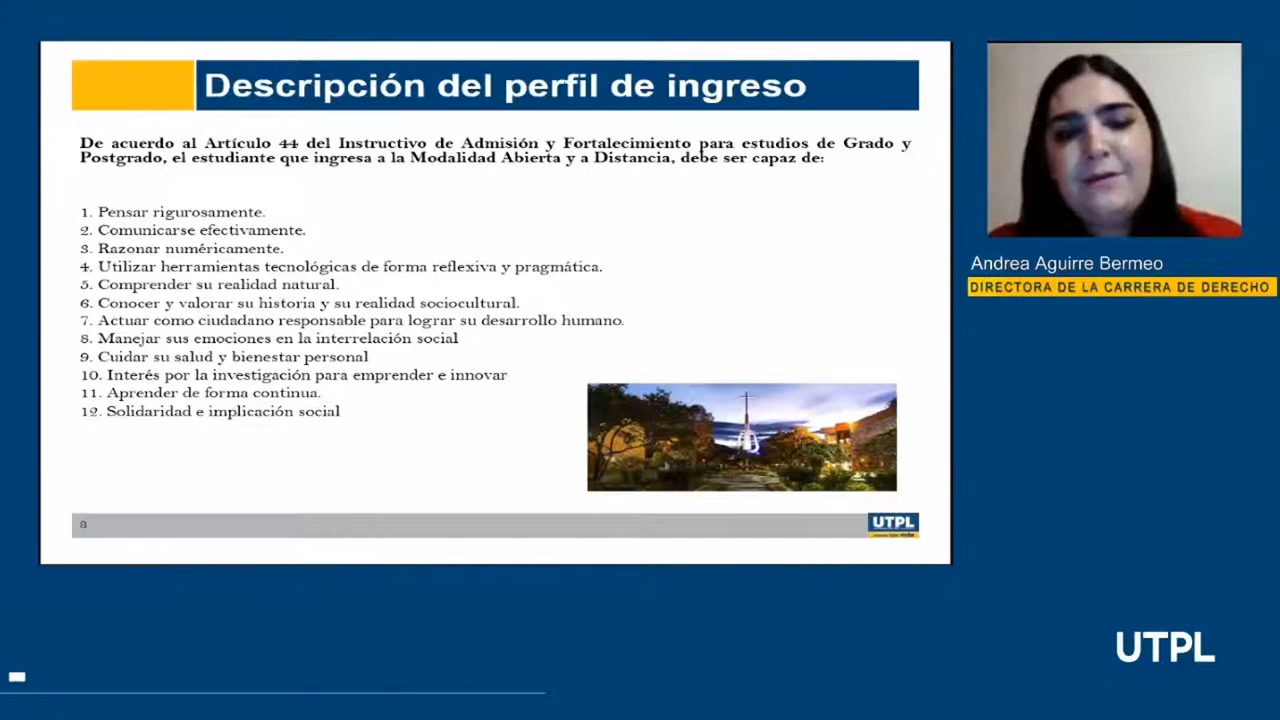 Descripción del perfil de ingreso
De acuerdo al Artículo 44 del Instructivo de Admisión y Fortalecimiento para estudios de Grado y
Postgrado, el estudiante que ingresa a la Modalidad Abierta y a Distancia, debe ser capaz de:
1. Pensar rigurosamente.
2. Comunicarse efectivamente.
3. Razonar numéricamente.
4. Utilizar herramientas tecnológicas de forma reflexiva y pragmática.
5. Comprender su realidad natural.
6. Conocer y valorar su historia y su realidad sociocultural.
7. Actuar como ciudadano responsable para lograr su desarrollo humano.
8. Manejar sus emociones en la interrelación social
9. Cuidar su salud y bienestar personal
10. Interés por la investigación para emprender e innovar
11. Aprender de forma continua.
12. Solidaridad e implicación social
8
UTPL
Andrea Aguirre Bermeo
DIRECTORA DE LA CARRERA DE DERECHO
UTPL